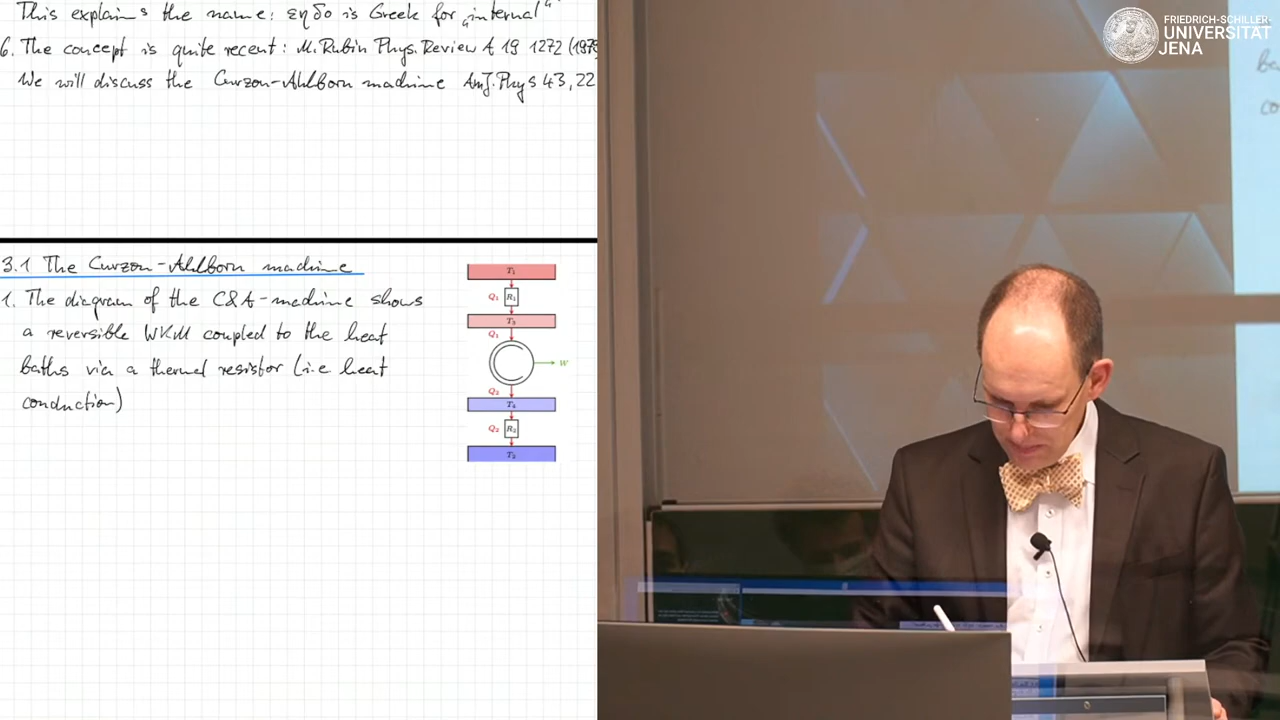 This explains the name: εηδο is Greek for „internal"
6. The concept is quite recent: M. Rubin Phys. Review A 19 1272 (1979
We will discuss the Curzon-Ahlborn machine Am J. Phys 43, 22
3.1 The Curzon-Ahlborn machine
1. The diagram of the C&A-machine shows
a reversible WKM coupled to the heat
baths via a thermal resistor (i.e heat
conduction)
T₁
Q₁ R₁
T₃
Q₁
W
Q₂
T₄
Q₂ R₂
T₂
FRIEDRICH-SCHILLER-
UNIVERSITÄT
JENA